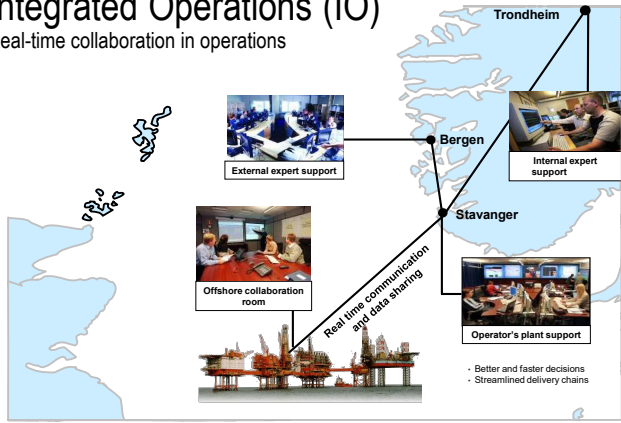 ntegrated Operations (IO)
eal-time collaboration in operations
Trondheim
Bergen
External expert support
Internal expert
support
Stavanger
Offshore collaboration
room
Real time communication
and data sharing
Operator's plant support
- Better and faster decisions
- Streamlined delivery chains